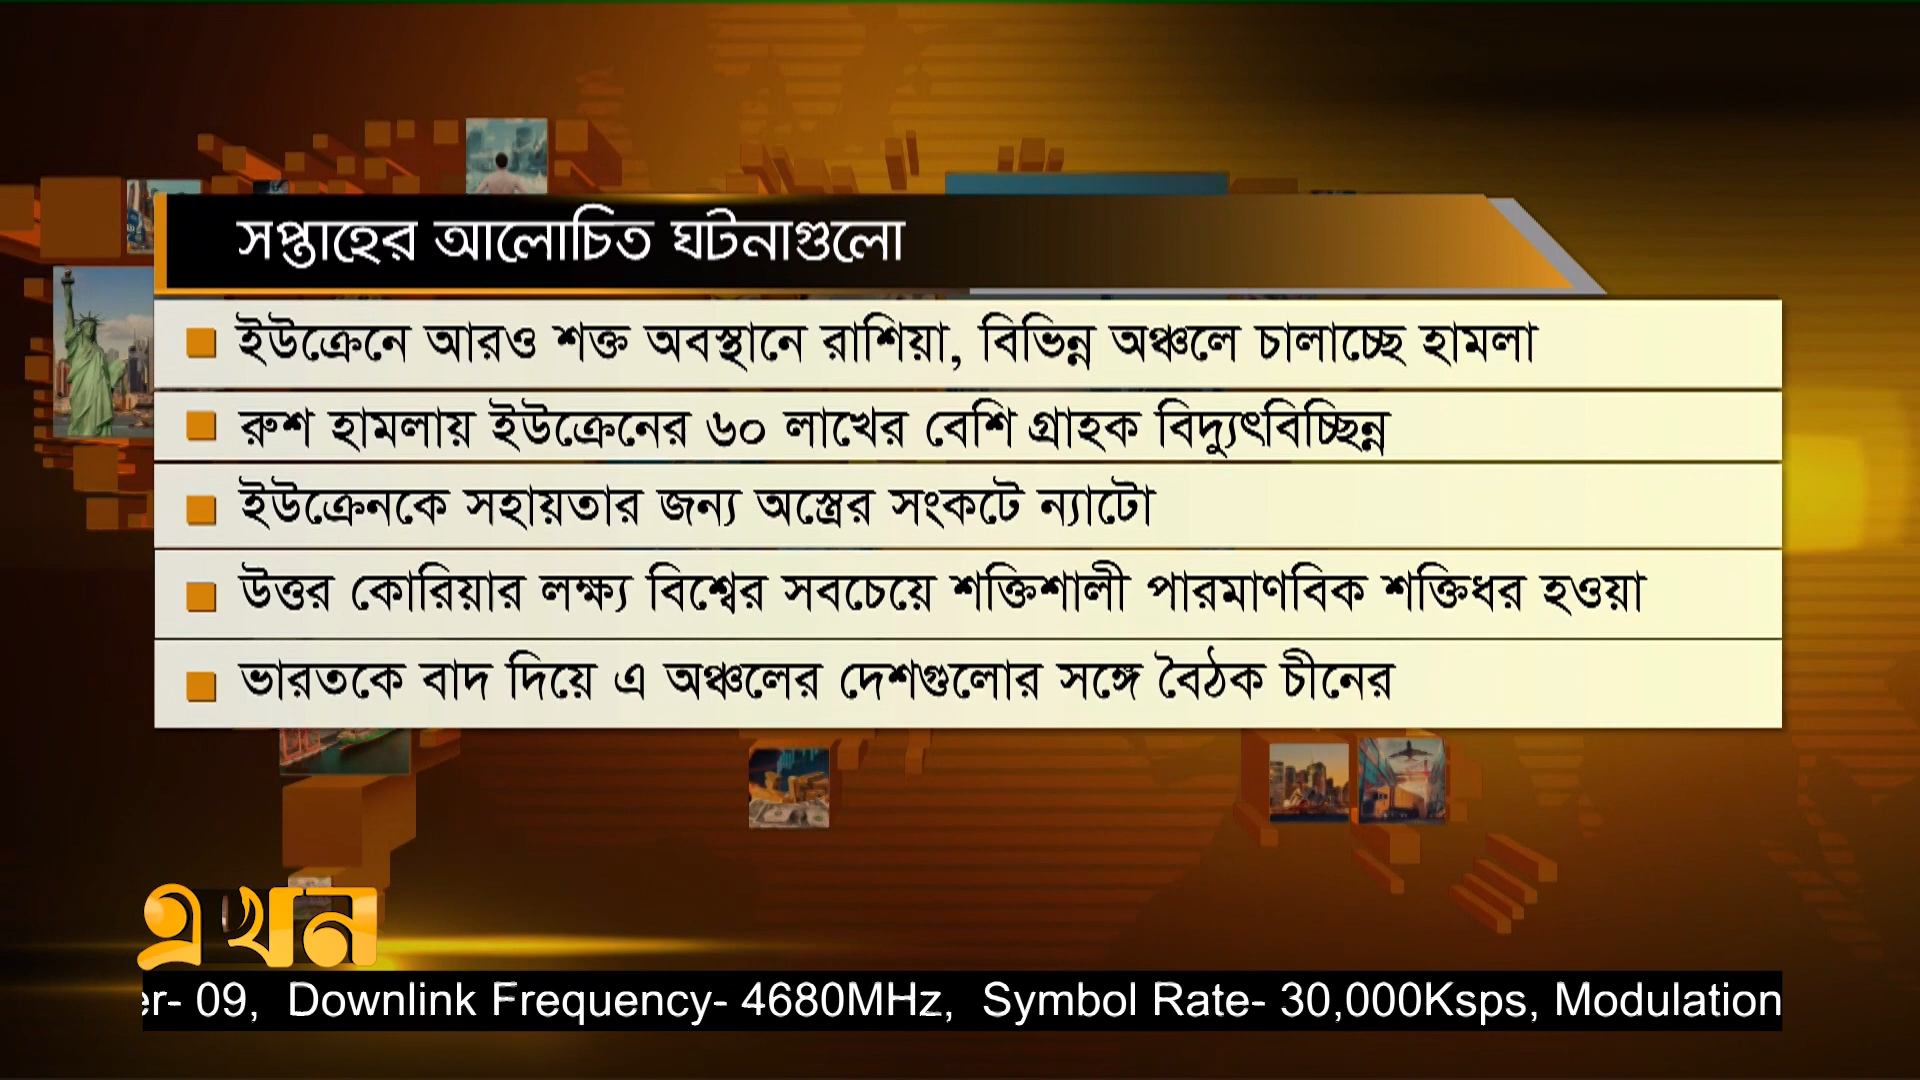 সপ্তাহের আলোচিত ঘটনাগুলো
ইউক্রেনে আরও শক্ত অবস্থানে রাশিয়া, বিভিন্ন অঞ্চলে চালাচ্ছে হামলা
রুশ হামলায় ইউক্রেনের ৬০ লাখের বেশি গ্রাহক বিদ্যুৎবিচ্ছিন্ন
ইউক্রেনকে সহায়তার জন্য অস্ত্রের সংকটে ন্যাটো
উত্তর কোরিয়ার লক্ষ্য বিশ্বের সবচেয়ে শক্তিশালী পারমাণবিক শক্তিধর হওয়া
ভারতকে বাদ দিয়ে এ অঞ্চলের দেশগুলোর সঙ্গে বৈঠক চীনের
এখন
er- 09, Downlink Frequency- 4680MHz, Symbol Rate- 30,000Ksps, Modulation